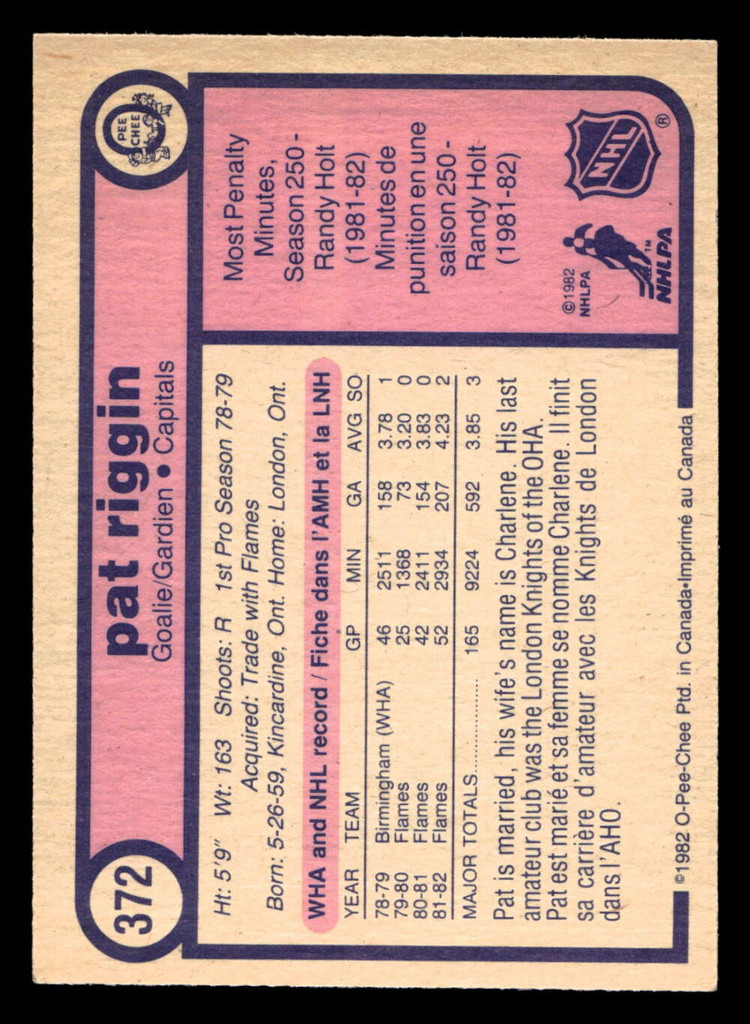 372
pat riggin
Goalie/Gardien • Capitals
O
PEE
CHEE
Ht: 5'9" Wt: 163 Shoots: R 1st Pro Season 78-79
Acquired: Trade with Flames
Born: 5-26-59, Kincardine, Ont. Home: London, Ont.
WHA and NHL record / Fiche dans l'AMH et la LNH
YEAR TEAM GP MIN GA AVG SO
78-79 Birmingham (WHA) 46 2511 158 3.78 1
79-80 Flames 25 1368 73 3.20 0
80-81 Flames 42 2411 154 3.83 0
81-82 Flames 52 2934 207 4.23 2
MAJOR TOTALS.................... 165 9224 592 3.85 3
Pat is married, his wife's name is Charlene. His last
amateur club was the London Knights of the OHA.
Pat est marié et sa femme se nomme Charlene. Il finit
sa carrière d'amateur avec les Knights de London
dans l'AHO.
Most Penalty
Minutes,
Season 250 -
Randy Holt
(1981-82)
Minutes de
punition en une
saison 250 -
Randy Holt
(1981-82)
©1982
NHLPA
TM
NHLPA
NHL
®
©1982 O-Pee-Chee Ptd. in Canada•Imprimé au Canada